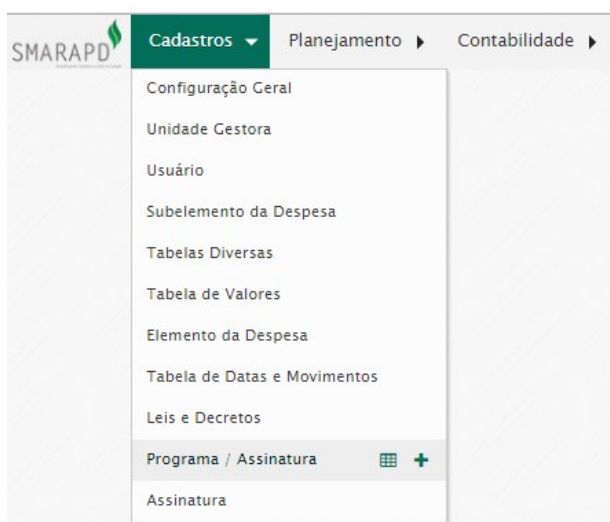 SMARAPD
Cadastros Planejamento Contabilidade
Configuração Geral
Unidade Gestora
Usuário
Subelemento da Despesa
Tabelas Diversas
Tabela de Valores
Elemento da Despesa
Tabela de Datas e Movimentos
Leis e Decretos
Programa / Assinatura
Assinatura